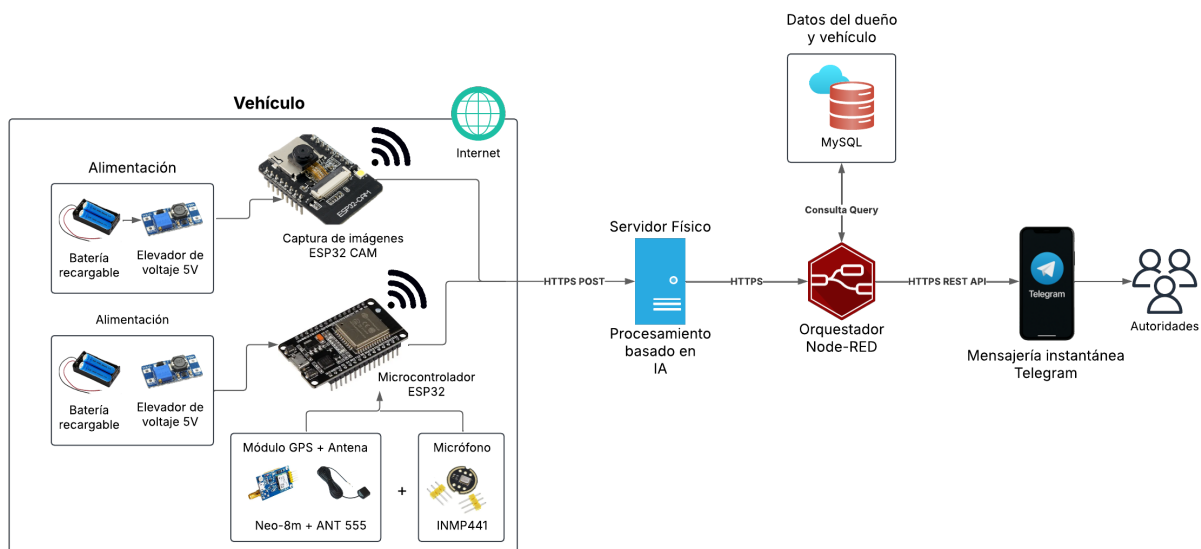 Datos del dueño
y vehículo
MySQL
Consulta Query
Vehículo
Internet
Alimentación
Batería
recargable
Elevador de
voltaje 5V
ESP32-CAM
Captura de imágenes
ESP32 CAM
Alimentación
Batería
recargable
Elevador de
voltaje 5V
Microcontrolador
ESP32
Módulo GPS + Antena
Neo-8m + ANT 555
+
Micrófono
INMP441
HTTPS POST
Servidor Físico
Procesamiento
basado en
IA
HTTPS
Orquestador
Node-RED
HTTPS REST API
Telegram
Mensajería instantánea
Telegram
Autoridades